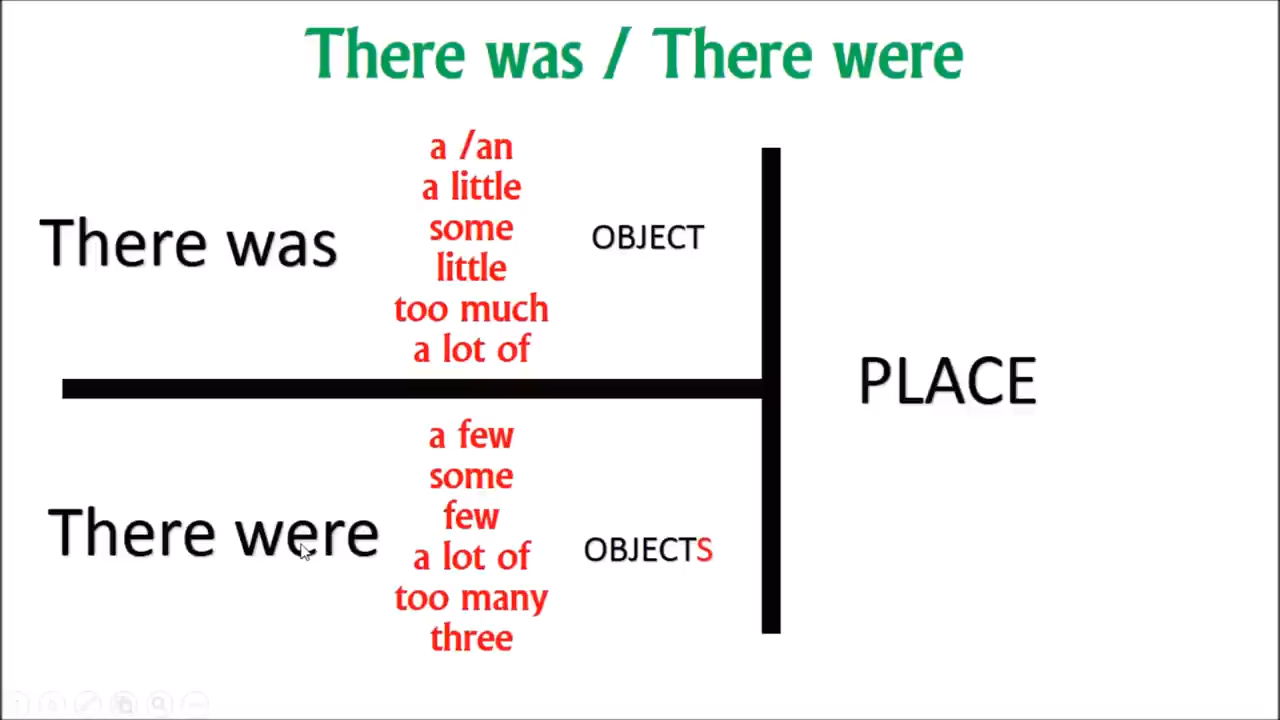 There was / There were
There was
a /an
a little
some
little
too much
a lot of
OBJECT
PLACE
There were
a few
some
few
a lot of
too many
three
OBJECTS